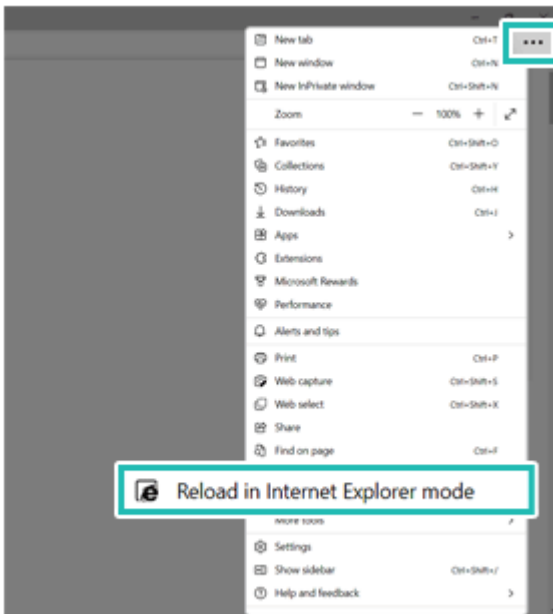 New tab Ctrl+T
New window Ctrl+N
New InPrivate window Ctrl+Shift+N
Zoom — 100% +
Favorites Ctrl+Shift+O
Collections Ctrl+Shift+Y
History Ctrl+H
Downloads Ctrl+J
Apps
Extensions
Microsoft Rewards
Performance
Alerts and tips
Print Ctrl+P
Web capture Ctrl+Shift+S
Web select Ctrl+Shift+X
Share
Find on page Ctrl+F
Reload in Internet Explorer mode
More tools
Settings
Show sidebar Ctrl+Shift+/
Help and feedback